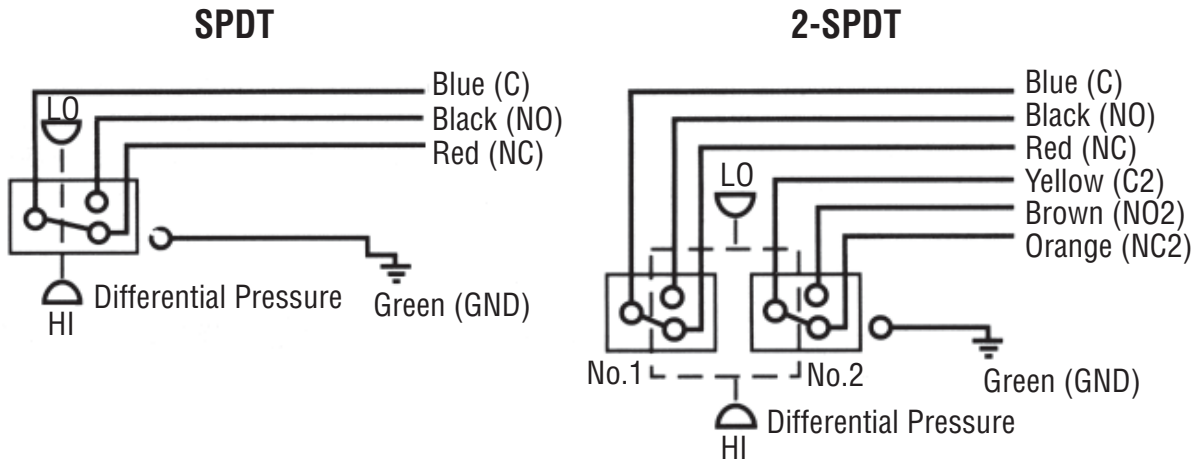 SPDT
Blue (C)
LO
Black (NO)
Red (NC)
HI
Differential Pressure
Green (GND)
2-SPDT
Blue (C)
Black (NO)
Red (NC)
LO
Yellow (C2)
Brown (NO2)
Orange (NC2)
No.1
No.2
Green (GND)
HI
Differential Pressure